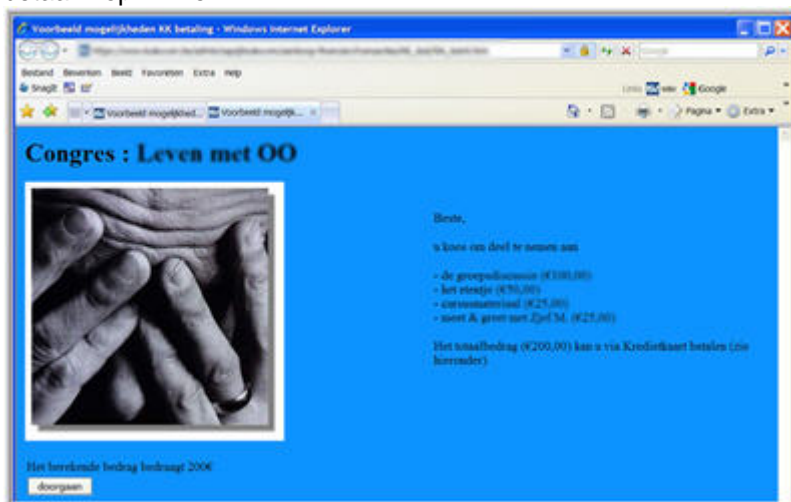 Voorbeeld mogelijkheden KK betaling - Windows Internet Explorer
Bestand Bewerken Beeld Favorieten Extra Help
SnagIt
Links Google
Voorbeeld mogelijkhed... Voorbeeld mogelijk...
Pagina Extra
Congres : Leven met OO
Beste,
u koos om deel te nemen aan
- de groepsdiscussie (€100,00)
- het etentje (€50,00)
- cursusmateriaal (€25,00)
- meet & greet met Zjef M. (€25,00)
Het totaalbedrag (€200,00) kan u via Kredietkaart betalen (zie
hieronder)
Het berekende bedrag bedraagt 200€
doorgaan